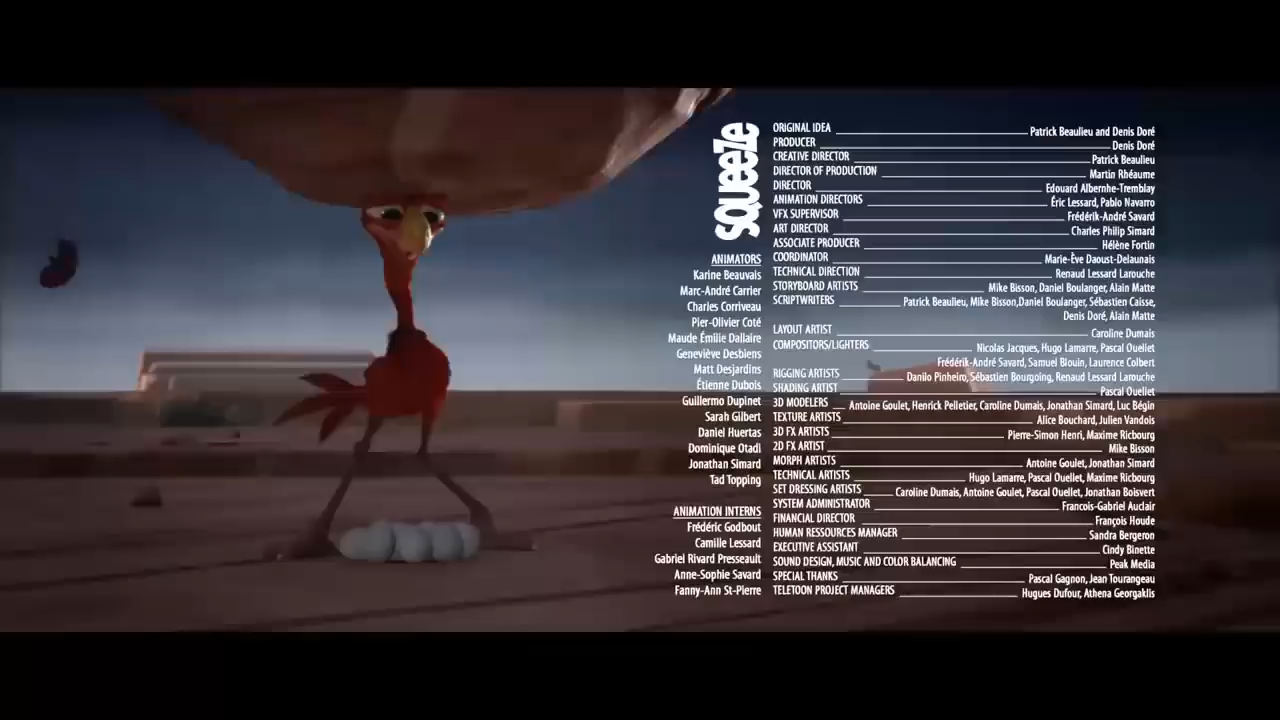 squeeze
ANIMATORS
Karine Beauvais
Marc-André Carrier
Charles Corriveau
Pier-Olivier Coté
Maude Émilie Dallaire
Geneviève Desbiens
Matt Desjardins
Étienne Dubois
Guillermo Dupinet
Sarah Gilbert
Daniel Huertas
Dominique Otadi
Jonathan Simard
Tad Topping
ANIMATION INTERNS
Frédéric Godbout
Camille Lessard
Gabriel Rivard Presseault
Anne-Sophie Savard
Fanny-Ann St-Pierre
ORIGINAL IDEA Patrick Beaulieu and Denis Doré
PRODUCER Denis Doré
CREATIVE DIRECTOR Patrick Beaulieu
DIRECTOR OF PRODUCTION Martin Rhéaume
DIRECTOR Edouard Albernhe-Tremblay
ANIMATION DIRECTORS Éric Lessard, Pablo Navarro
VFX SUPERVISOR Frédérik-André Savard
ART DIRECTOR Charles Philip Simard
ASSOCIATE PRODUCER Hélène Fortin
COORDINATOR Marie-Ève Daoust-Delaunais
TECHNICAL DIRECTION Renaud Lessard Larouche
STORYBOARD ARTISTS Mike Bisson, Daniel Boulanger, Alain Matte
SCRIPTWRITERS Patrick Beaulieu, Mike Bisson,Daniel Boulanger, Sébastien Caisse,
Denis Doré, Alain Matte
LAYOUT ARTIST Caroline Dumais
COMPOSITORS/LIGHTERS Nicolas Jacques, Hugo Lamarre, Pascal Ouellet
Frédérik-André Savard, Samuel Blouin, Laurence Colbert
RIGGING ARTISTS Danilo Pinheiro, Sébastien Bourgoing, Renaud Lessard Larouche
SHADING ARTIST Pascal Ouellet
3D MODELERS Antoine Goulet, Henrick Pelletier, Caroline Dumais, Jonathan Simard, Luc Bégin
TEXTURE ARTISTS Alice Bouchard, Julien Vandois
3D FX ARTISTS Pierre-Simon Henri, Maxime Ricbourg
2D FX ARTIST Mike Bisson
MORPH ARTISTS Antoine Goulet, Jonathan Simard
TECHNICAL ARTISTS Hugo Lamarre, Pascal Ouellet, Maxime Ricbourg
SET DRESSING ARTISTS Caroline Dumais, Antoine Goulet, Pascal Ouellet, Jonathan Boisvert
SYSTEM ADMINISTRATOR Francois-Gabriel Auclair
FINANCIAL DIRECTOR François Houde
HUMAN RESSOURCES MANAGER Sandra Bergeron
EXECUTIVE ASSISTANT Cindy Binette
SOUND DESIGN, MUSIC AND COLOR BALANCING Peak Media
SPECIAL THANKS Pascal Gagnon, Jean Tourangeau
TELETOON PROJECT MANAGERS Hugues Dufour, Athena Georgaklis